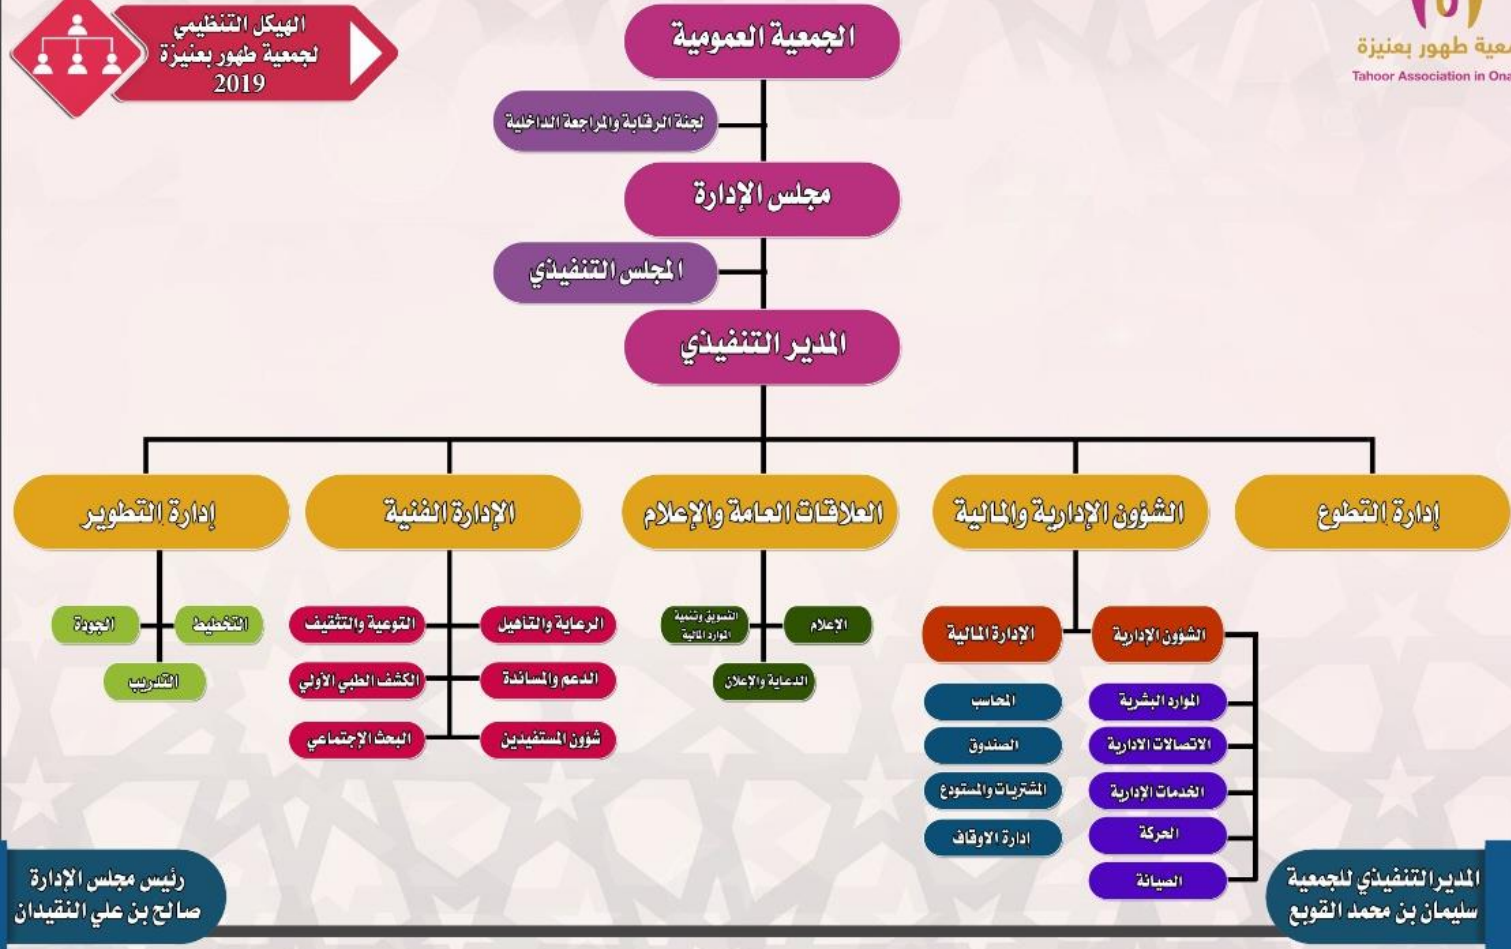 الهيكل التنظيمي
لجمعية طهور بعنيزة
2019
معية طهور بعنيزة
Tahoor Association in Ona
الجمعية العمومية
لجنة الرقابة والمراجعة الداخلية
مجلس الإدارة
المجلس التنفيذي
المدير التنفيذي
إدارة التطوع
الشؤون الإدارية والمالية
العلاقات العامة والإعلام
الإدارة الفنية
إدارة التطوير
الشؤون الإدارية
الإدارة المالية
الموارد البشرية
الاتصالات الادارية
الخدمات الإدارية
الحركة
الصيانة
المحاسب
الصندوق
المشتريات والمستودع
إدارة الاوقاف
الإعلام
التسويق وتنمية
الموارد المالية
الدعاية والإعلان
الرعاية والتأهيل
التوعية والتثقيف
الدعم والمساندة
الكشف الطبي الأولي
شؤون المستفيدين
البحث الإجتماعي
التخطيط
الجودة
التدريب
المدير التنفيذي للجمعية
سليمان بن محمد القوبع
رئيس مجلس الإدارة
صالح بن علي النقيدان